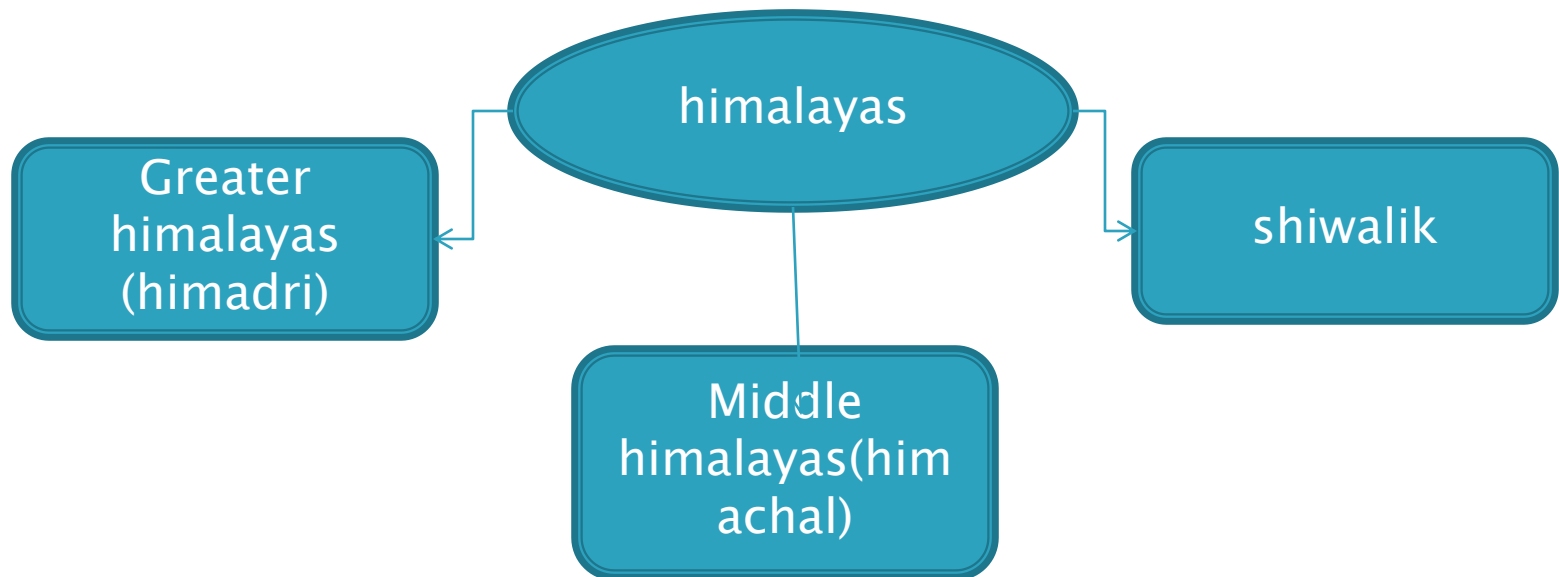 himalayas
Greater
himalayas
(himadri)
shiwalik
Middle
himalayas(him
achal)